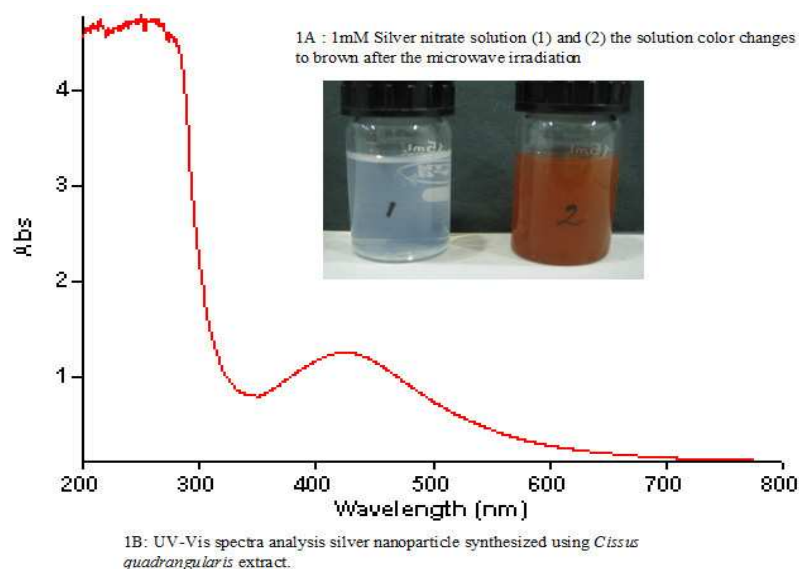 1A : 1mM Silver nitrate solution (1) and (2) the solution color changes
to brown after the microwave irradiation
1
2
Abs
4
3
2
1
200 300 400 500 600 700 800
Wavelength (nm)
1B: UV-Vis spectra analysis silver nanoparticle synthesized using Cissus
quadrangularis extract.